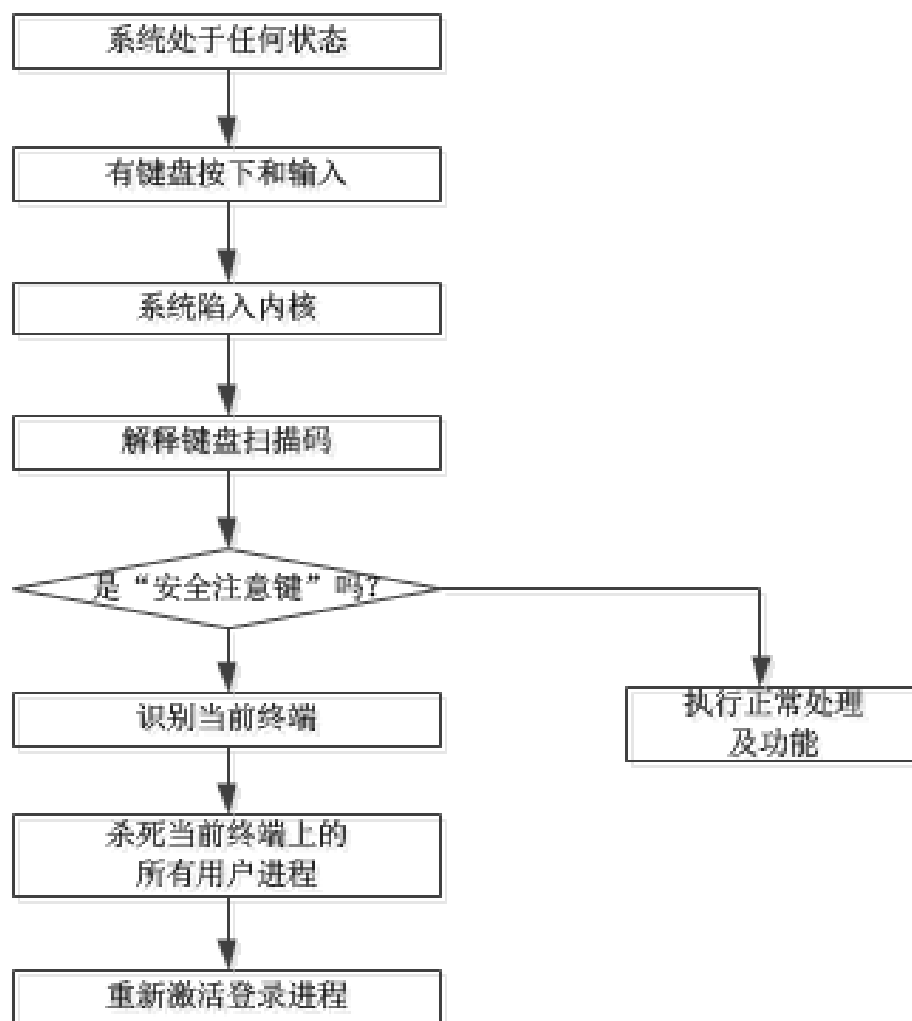 系统处于任何状态
有键盘按下和输入
系统陷入内核
解释键盘扫描码
是“安全注意键”吗?
识别当前终端
执行正常处理
及功能
杀死当前终端上的
所有用户进程
重新激活登录进程